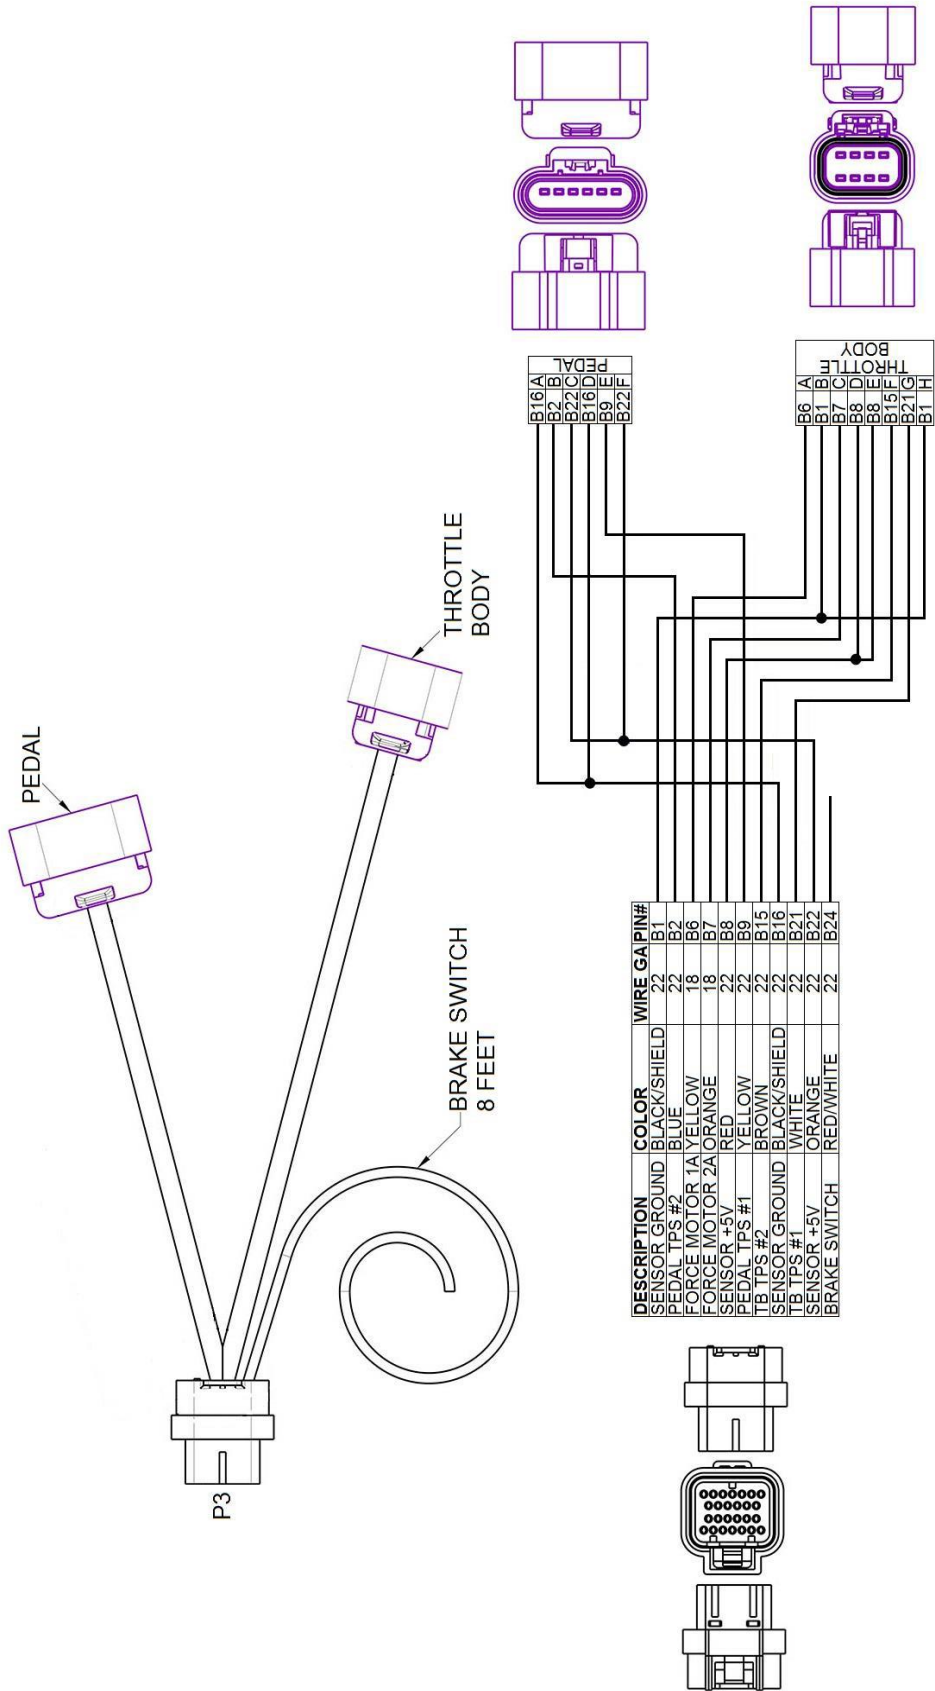 PEDAL
THROTTLE
BODY
BRAKE SWITCH
8 FEET
P3
DESCRIPTION COLOR WIRE GA PIN#
SENSOR GROUND BLACK/SHIELD 22 B1
PEDAL TPS #2 BLUE 22 B2
FORCE MOTOR 1A YELLOW 18 B6
FORCE MOTOR 2A ORANGE 18 B7
SENSOR +5V RED 22 B8
PEDAL TPS #1 YELLOW 22 B9
TB TPS #2 BROWN 22 B15
SENSOR GROUND BLACK/SHIELD 22 B16
TB TPS #1 WHITE 22 B21
SENSOR +5V ORANGE 22 B22
BRAKE SWITCH RED/WHITE 22 B24
PEDAL
B16 A
B2 B
B22 C
B16 D
B9 E
B22 F
THROTTLE
BODY
B6 A
B1 B
B7 C
B8 D
B8 E
B15 F
B21 G
B1 H